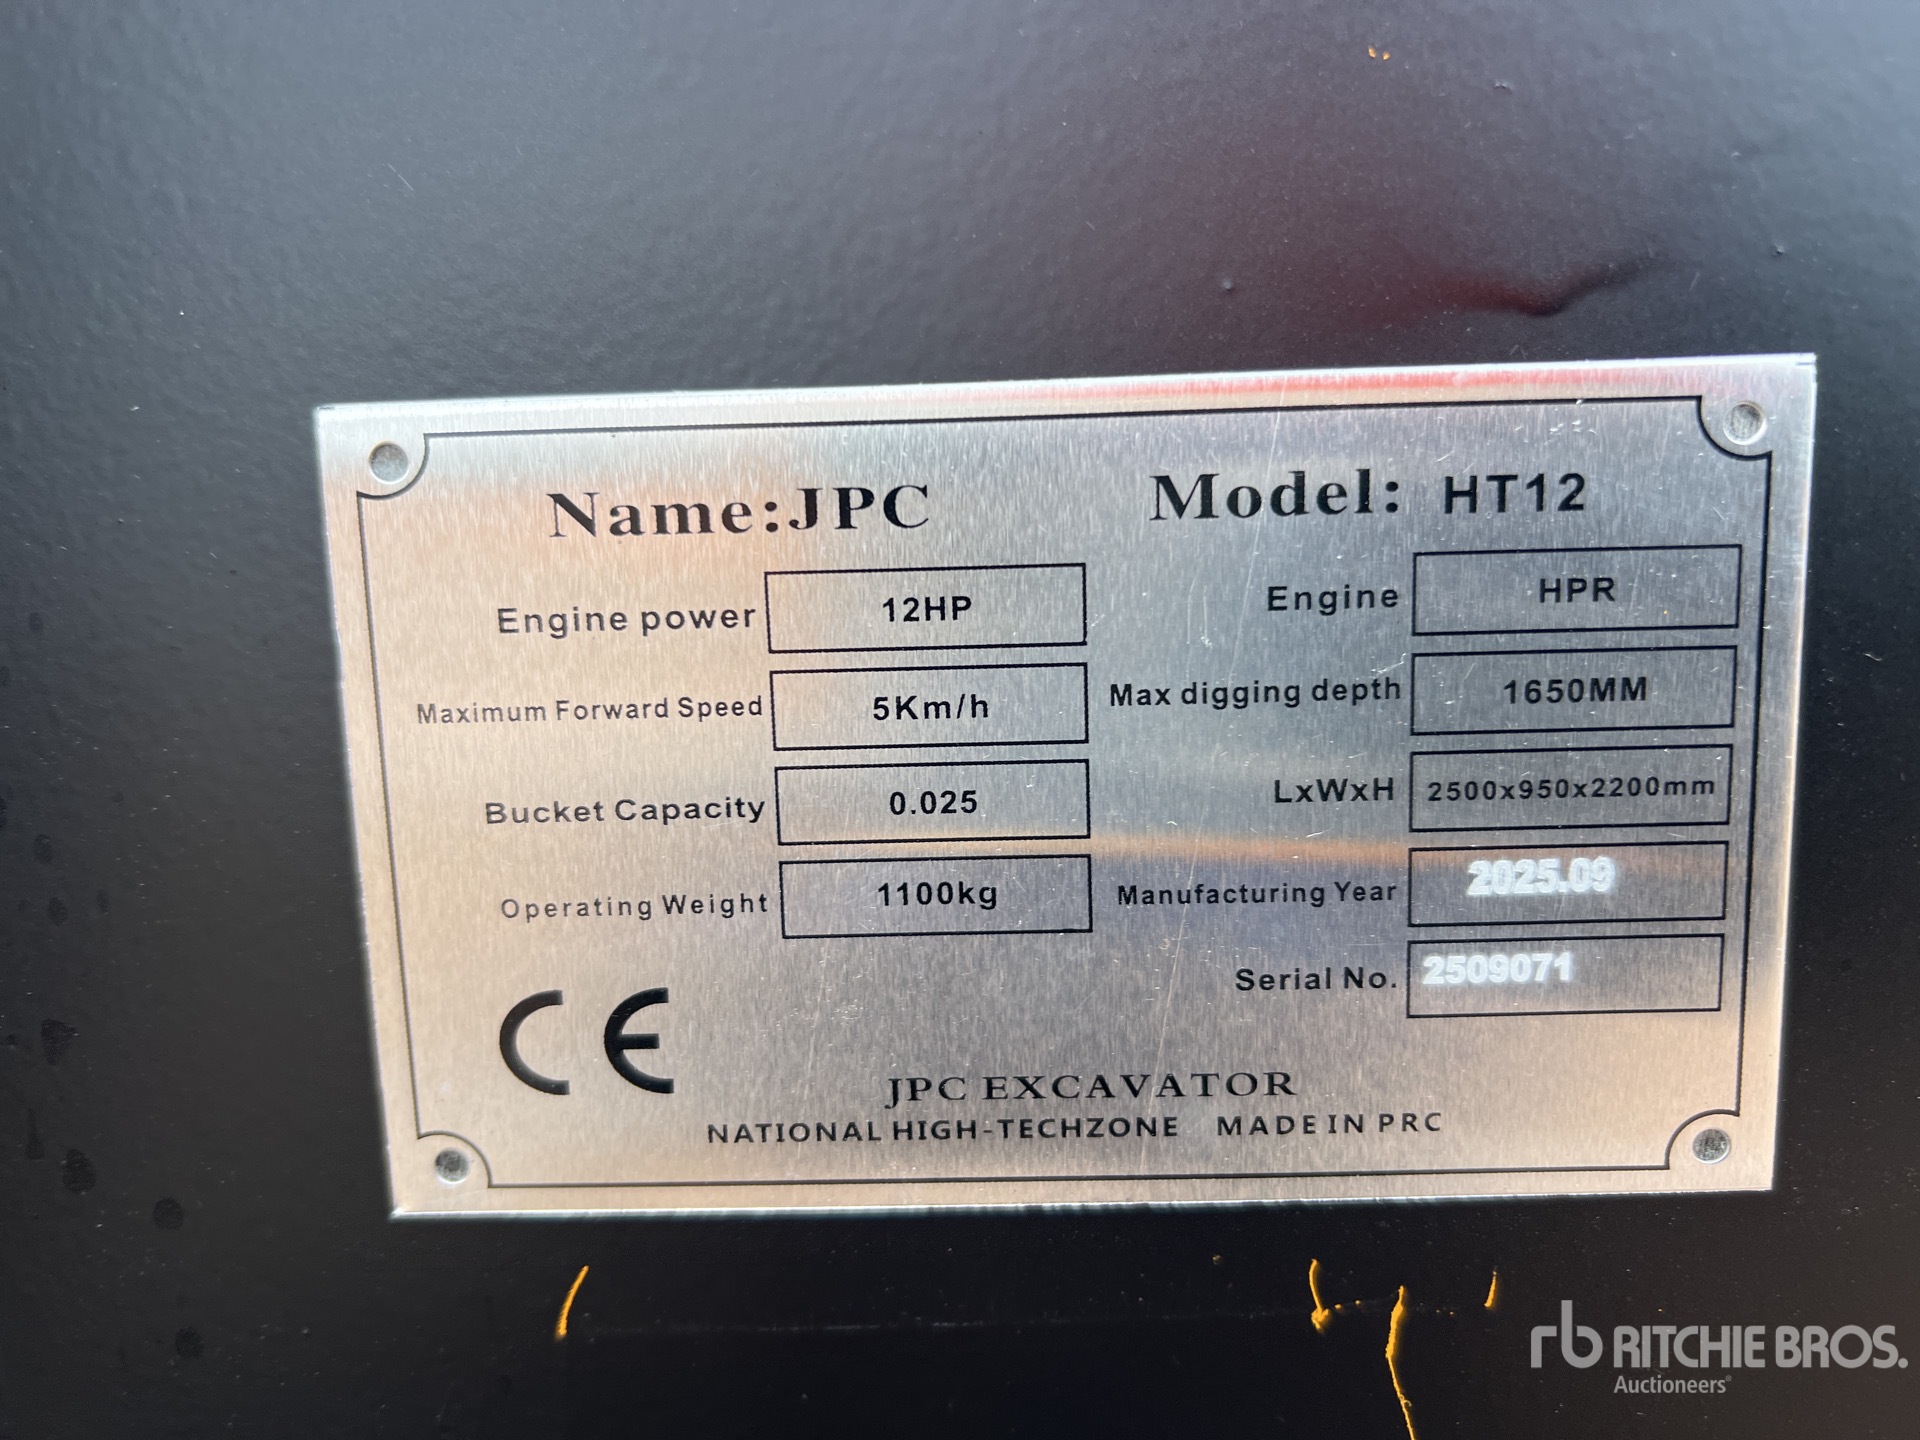 Name:JPC
Model: HT12
Engine power 12HP
Engine HPR
Maximum Forward Speed 5Km/h
Max digging depth 1650MM
Bucket Capacity 0.025
LxWxH 2500x950x2200mm
Operating Weight 1100kg
Manufacturing Year 2025.09
Serial No. 2509071
CE
JPC EXCAVATOR
NATIONAL HIGH-TECHZONE MADE IN PRC
rb RITCHIE BROS.
Auctioneers®